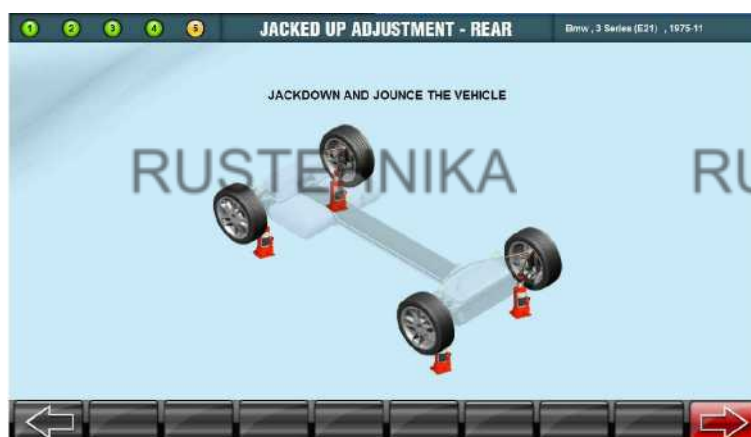 1 2 3 4 5 JACKED UP ADJUSTMENT - REAR Bmw , 3 Series (E21) , 1975-11
JACKDOWN AND JOUNCE THE VEHICLE
RUSTEHNIKA RU